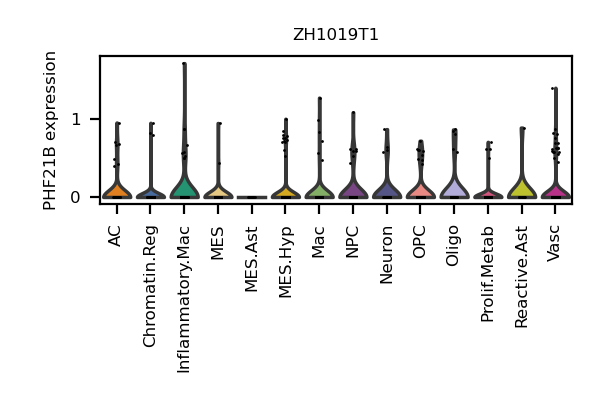 ZH1019T1
PHF21B expression
1
0
AC
Chromatin.Reg
Inflammatory.Mac
MES
MES.Ast
MES.Hyp
Mac
NPC
Neuron
OPC
Oligo
Prolif.Metab
Reactive.Ast
Vasc